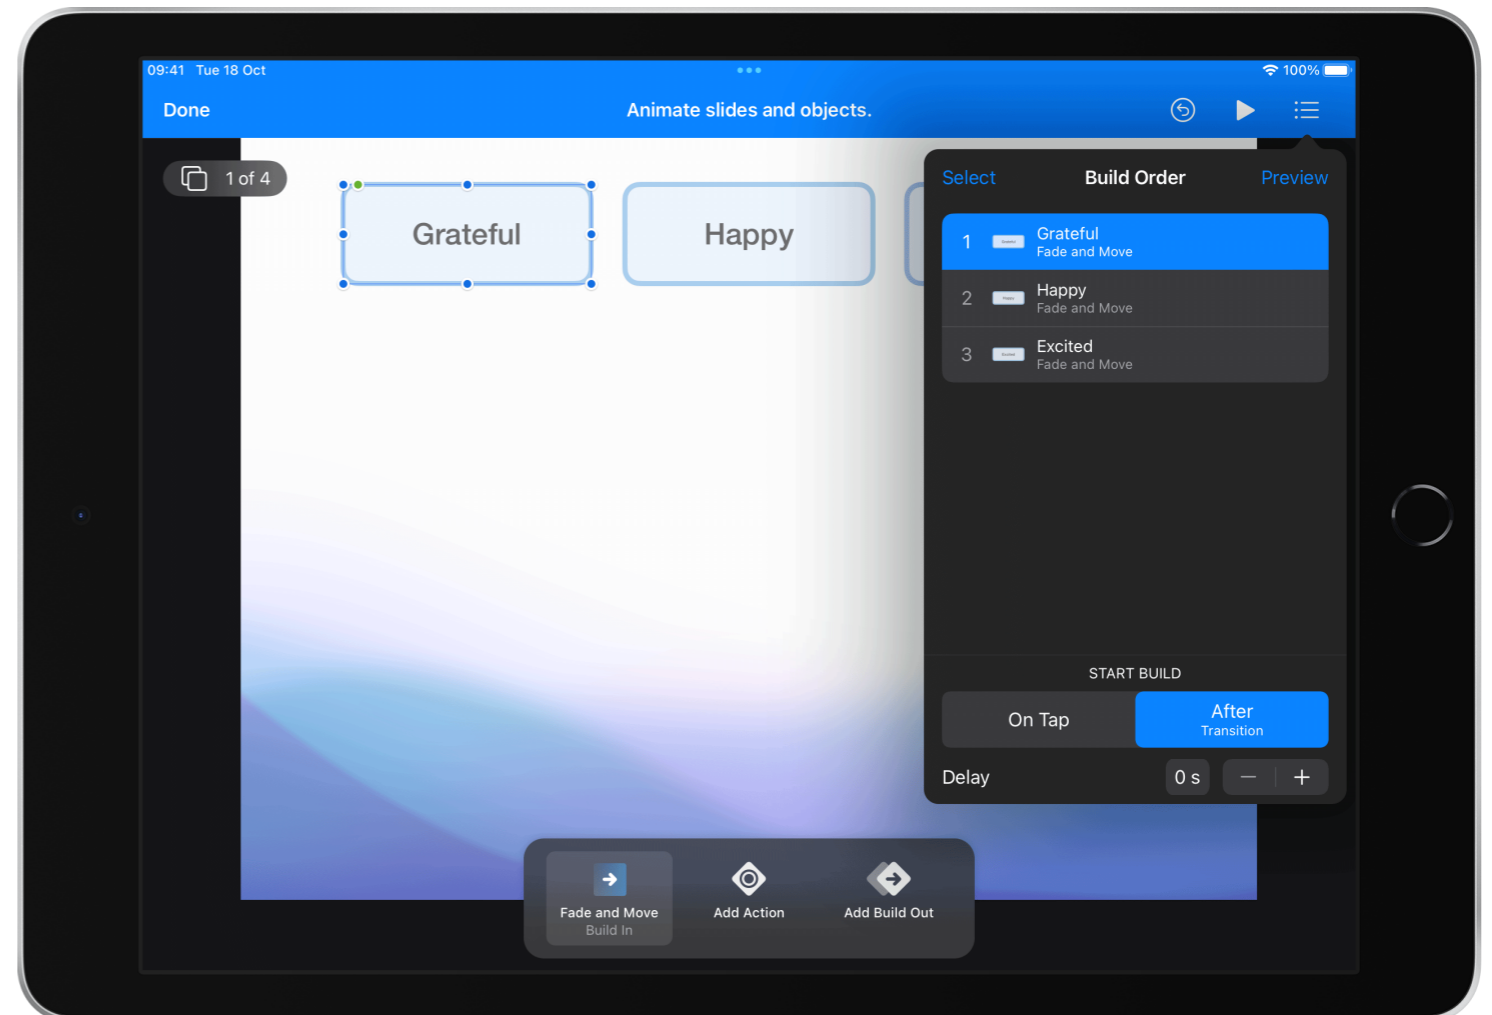 09:41 Tue 18 Oct
100%
Done
Animate slides and objects.
1 of 4
Grateful
Happy
Select
Build Order
Preview
1
Grateful
Fade and Move
2
Happy
Fade and Move
3
Excited
Fade and Move
START BUILD
On Tap
After
Transition
Delay
0 s
Fade and Move
Build In
Add Action
Add Build Out